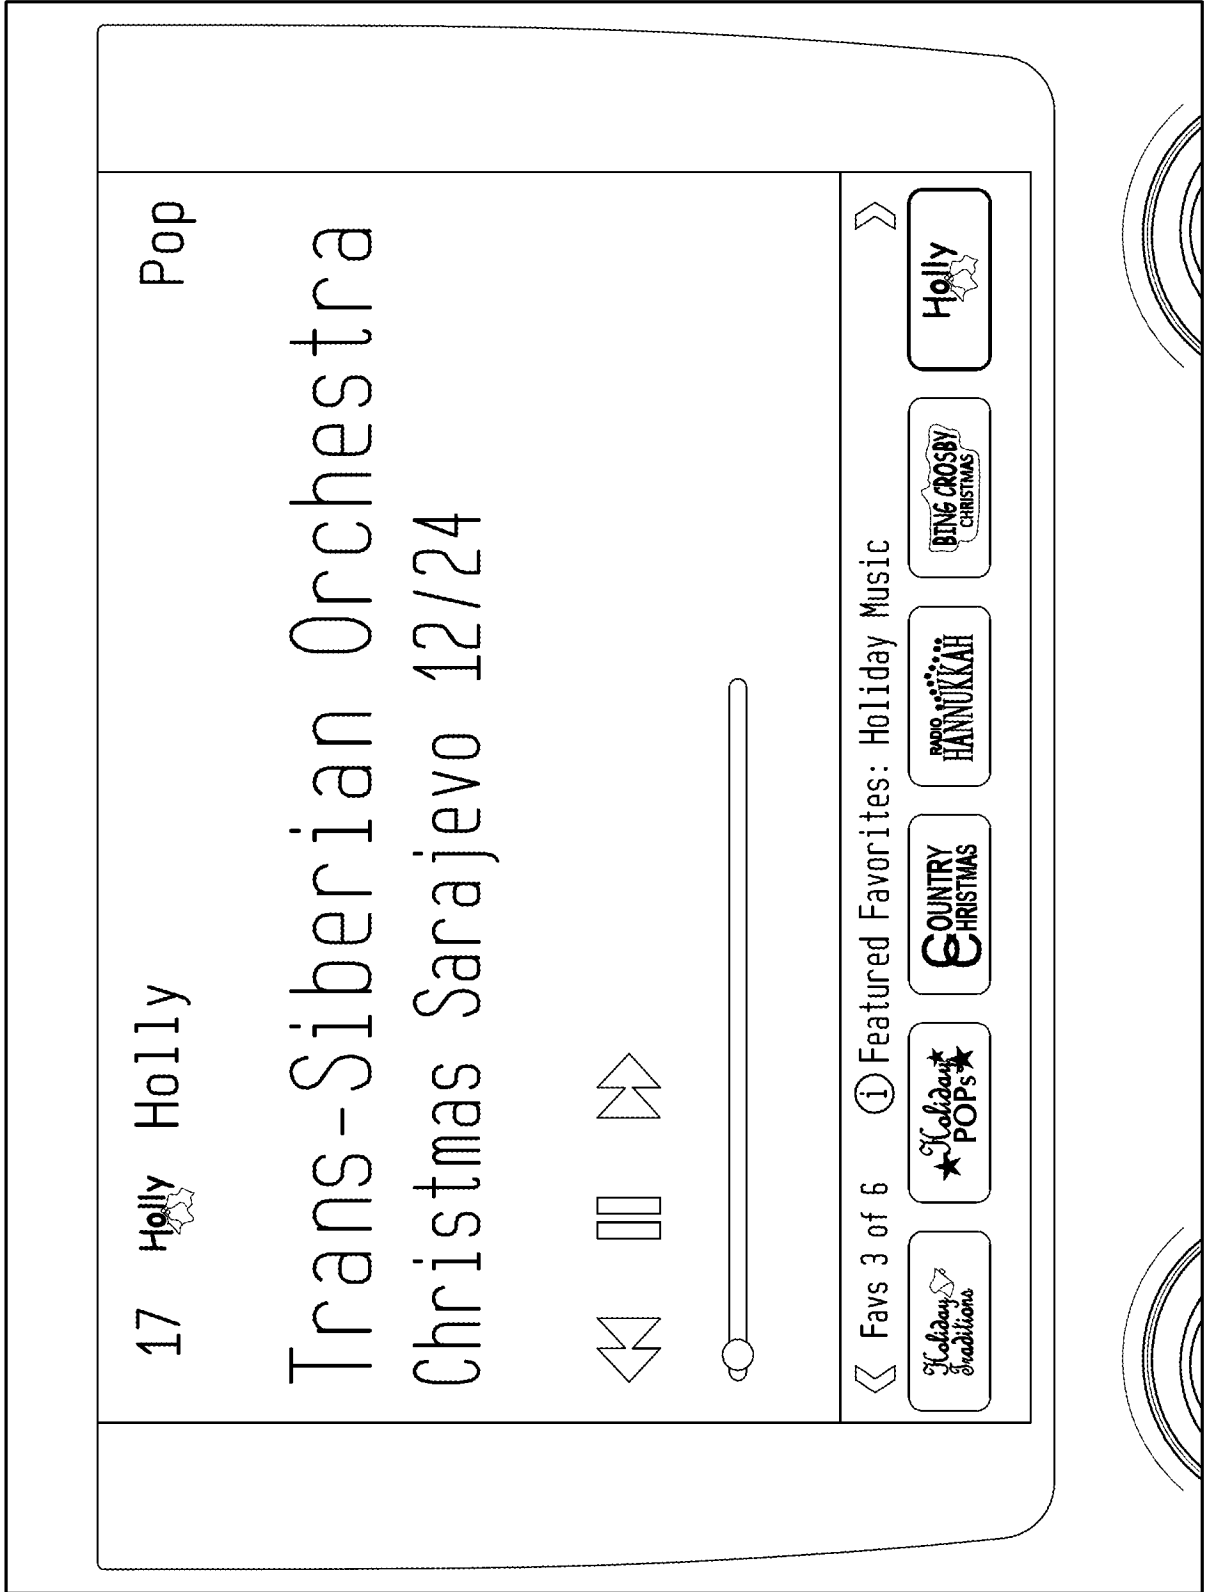 17 Holly Holly Pop
Trans-Siberian Orchestra
Christmas Sarajevo 12/24
Favs 3 of 6 i Featured Favorites: Holiday Music
Holiday
Traditions
Holiday
POPs
COUNTRY
CHRISTMAS
RADIO
HANNUKKAH
BING CROSBY
CHRISTMAS
Holly